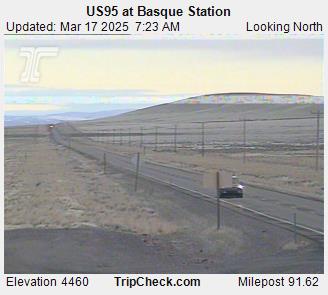 US95 at Basque Station
Updated: Mar 17 2025 7:23 AM Looking North
Elevation 4460 TripCheck.com Milepost 91.62